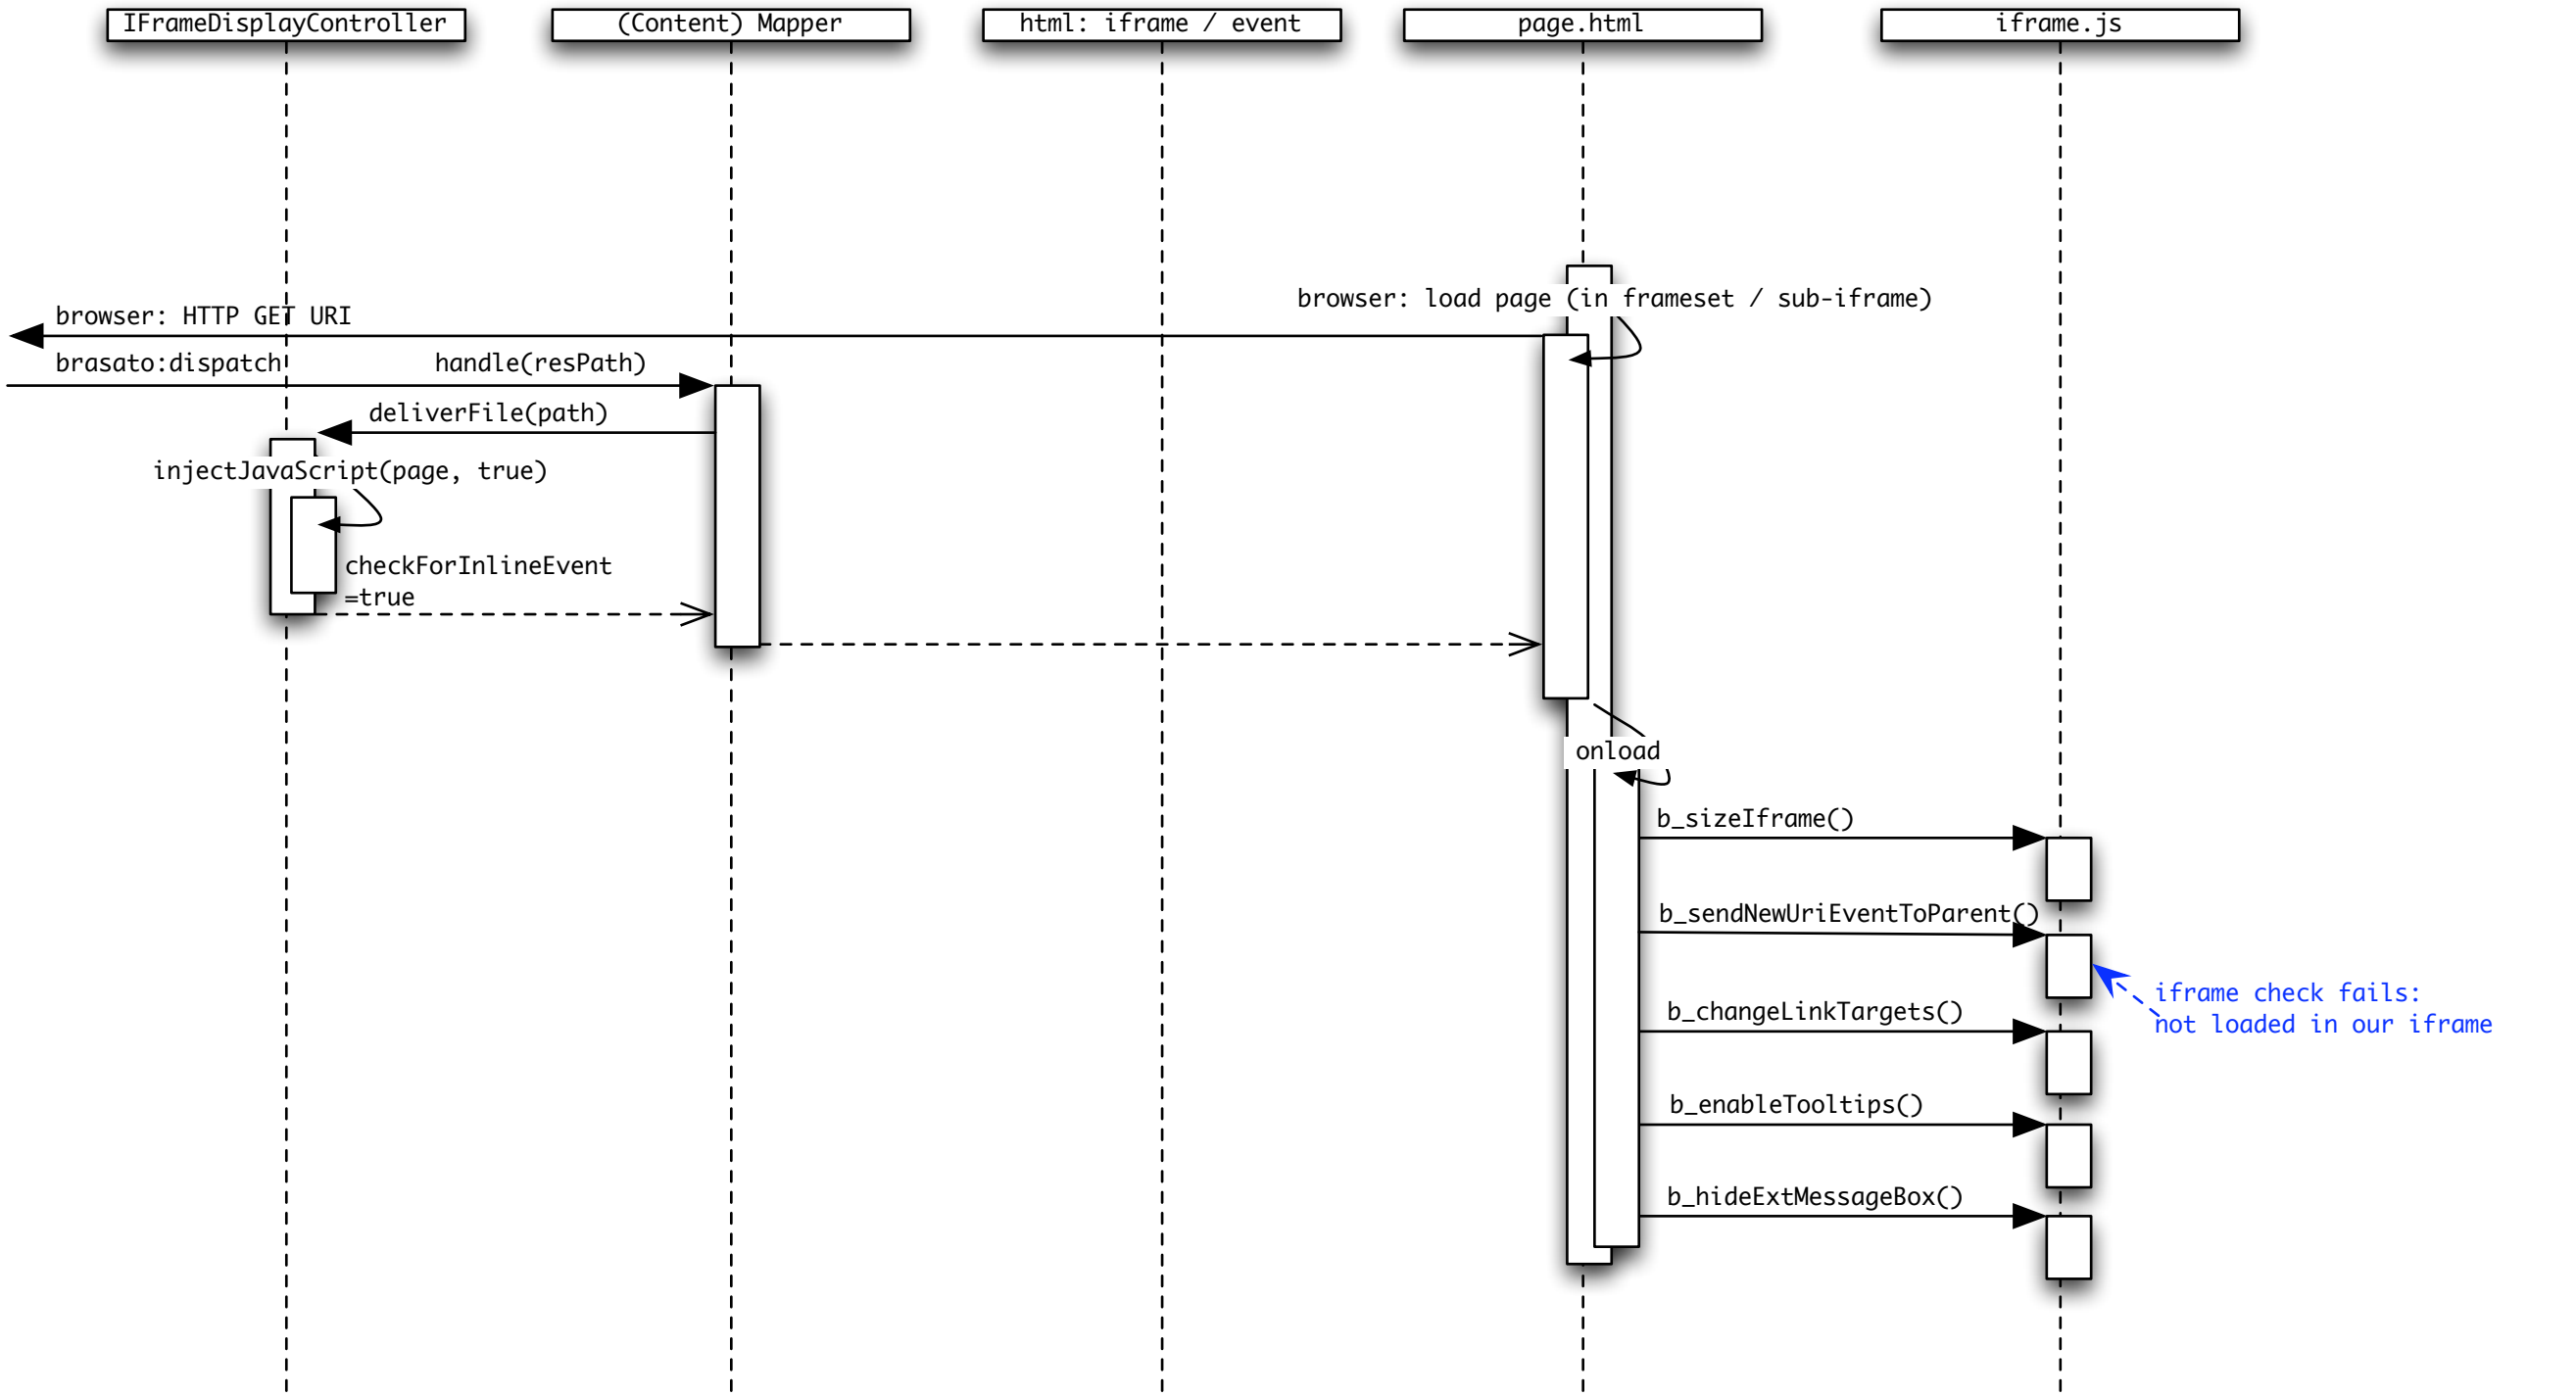 IFrameDisplayController
(Content) Mapper
html: iframe / event
page.html
iframe.js
browser: load page (in frameset / sub-iframe)
browser: HTTP GET URI
brasato:dispatch
handle(resPath)
deliverFile(path)
injectJavaScript(page, true)
checkForInlineEvent
=true
onload
b_sizeIframe()
b_sendNewUriEventToParent()
iframe check fails:
not loaded in our iframe
b_changeLinkTargets()
b_enableTooltips()
b_hideExtMessageBox()